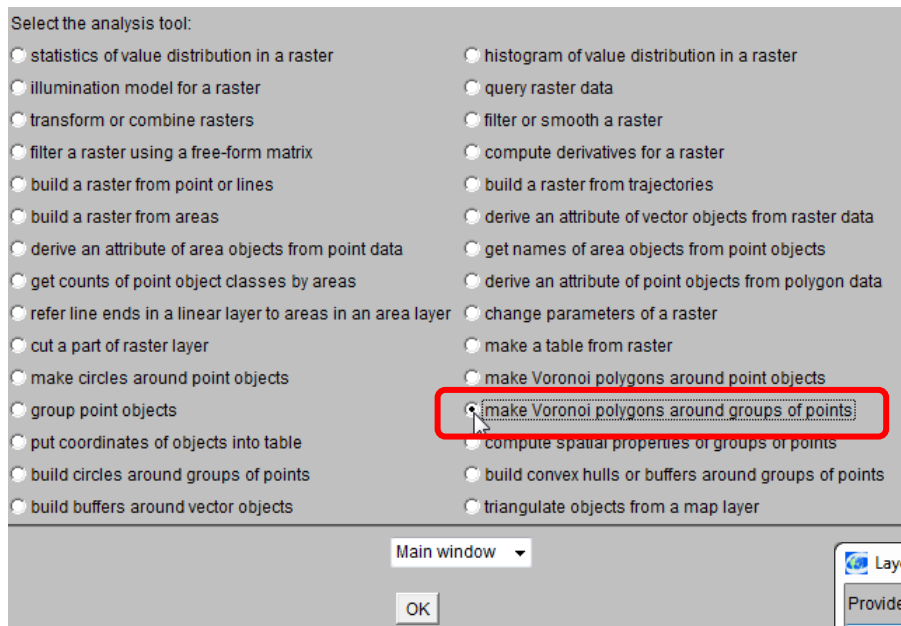 Select the analysis tool:
statistics of value distribution in a raster
histogram of value distribution in a raster
illumination model for a raster
query raster data
transform or combine rasters
filter or smooth a raster
filter a raster using a free-form matrix
compute derivatives for a raster
build a raster from point or lines
build a raster from trajectories
build a raster from areas
derive an attribute of vector objects from raster data
derive an attribute of area objects from point data
get names of area objects from point objects
get counts of point object classes by areas
derive an attribute of point objects from polygon data
refer line ends in a linear layer to areas in an area layer
change parameters of a raster
cut a part of raster layer
make a table from raster
make circles around point objects
make Voronoi polygons around point objects
group point objects
make Voronoi polygons around groups of points
put coordinates of objects into table
compute spatial properties of groups of points
build circles around groups of points
build convex hulls or buffers around groups of points
build buffers around vector objects
triangulate objects from a map layer
Main window
Lay
OK
Provide